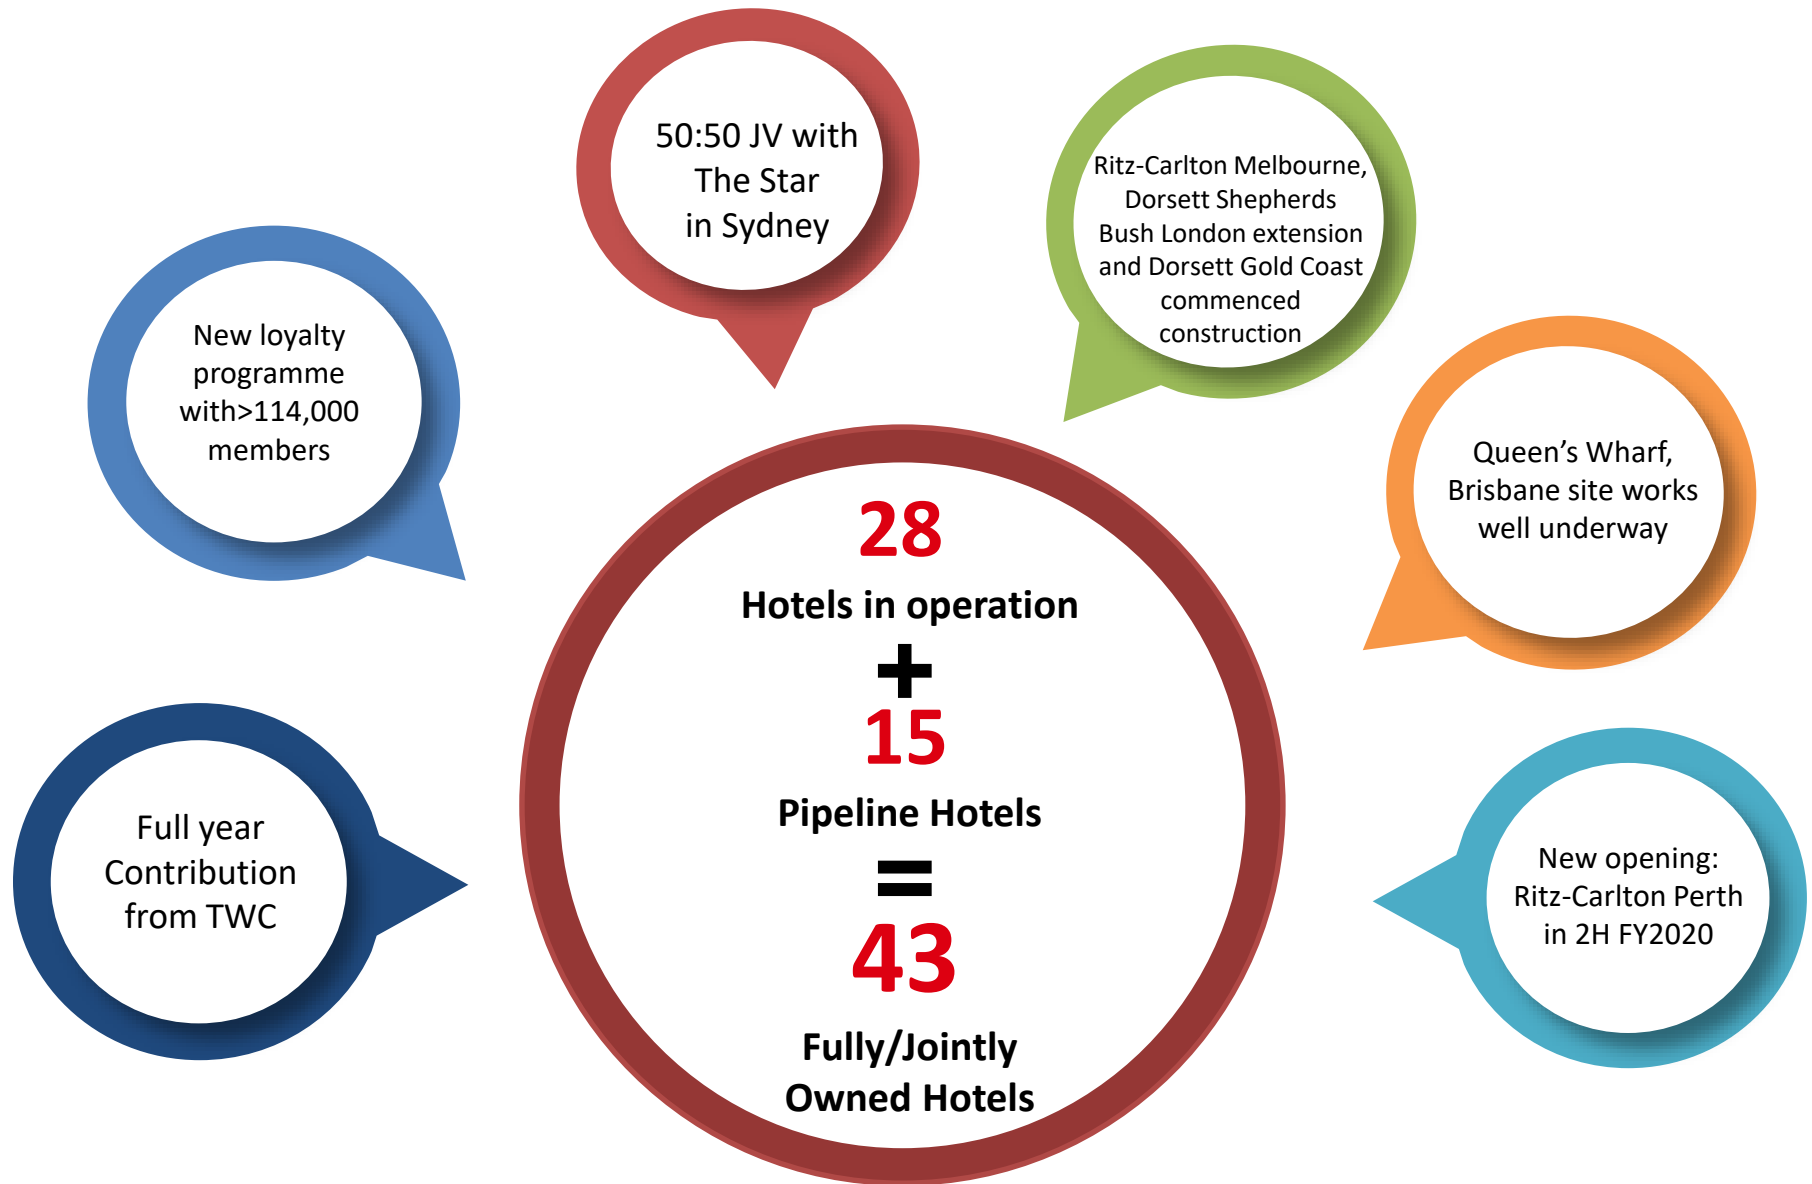 50:50 JV with
The Star
in Sydney
Ritz-Carlton Melbourne,
Dorsett Shepherds
Bush London extension
and Dorsett Gold Coast
commenced
construction
New loyalty
programme
with>114,000
members
Queen’s Wharf,
Brisbane site works
well underway
Full year
Contribution
from TWC
New opening:
Ritz-Carlton Perth
in 2H FY2020
28
Hotels in operation
+
15
Pipeline Hotels
=
43
Fully/Jointly
Owned Hotels